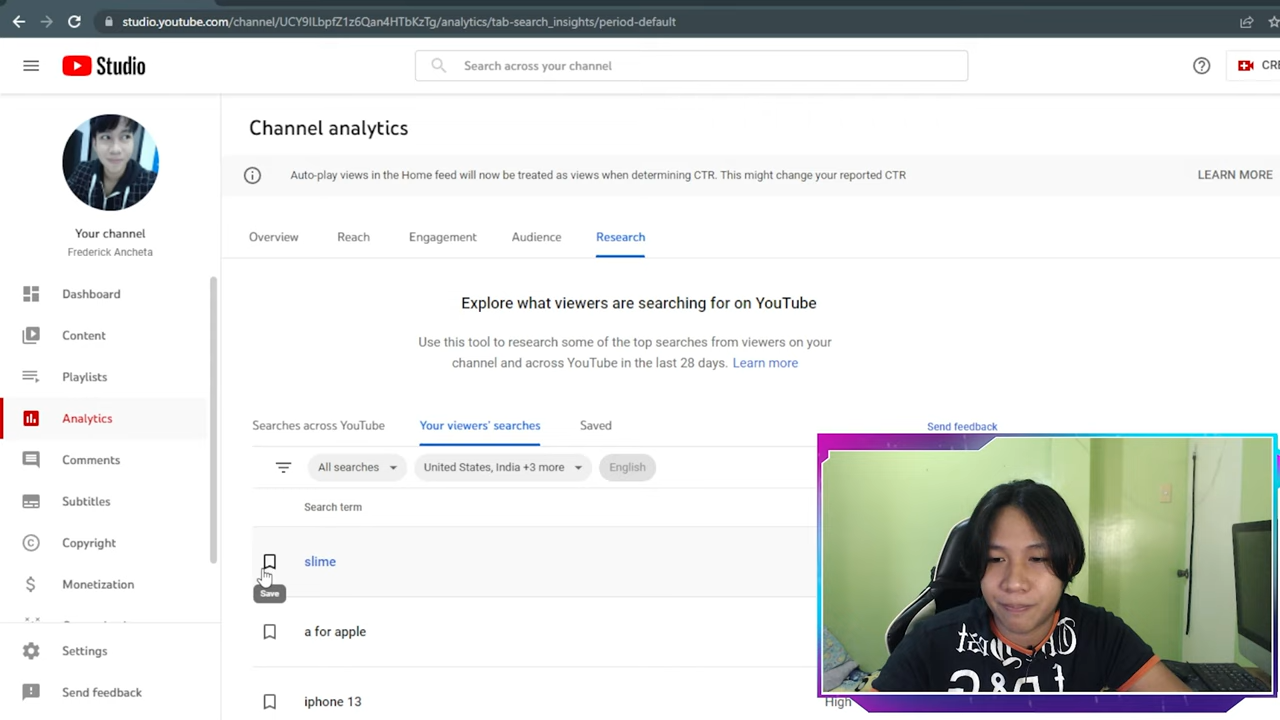 studio.youtube.com/channel/UCY9ILbpfZ1z6Qan4HTbKzTg/analytics/tab-search_insights/period-default
Studio
Search across your channel
Channel analytics
Auto-play views in the Home feed will now be treated as views when determining CTR. This might change your reported CTR
LEARN MORE
Your channel
Frederick Ancheta
Overview
Reach
Engagement
Audience
Research
Dashboard
Content
Playlists
Analytics
Comments
Subtitles
Copyright
Monetization
Settings
Send feedback
Explore what viewers are searching for on YouTube
Use this tool to research some of the top searches from viewers on your
channel and across YouTube in the last 28 days. Learn more
Searches across YouTube
Your viewers' searches
Saved
Send feedback
All searches
United States, India +3 more
English
Search term
slime
Save
a for apple
iphone 13
High